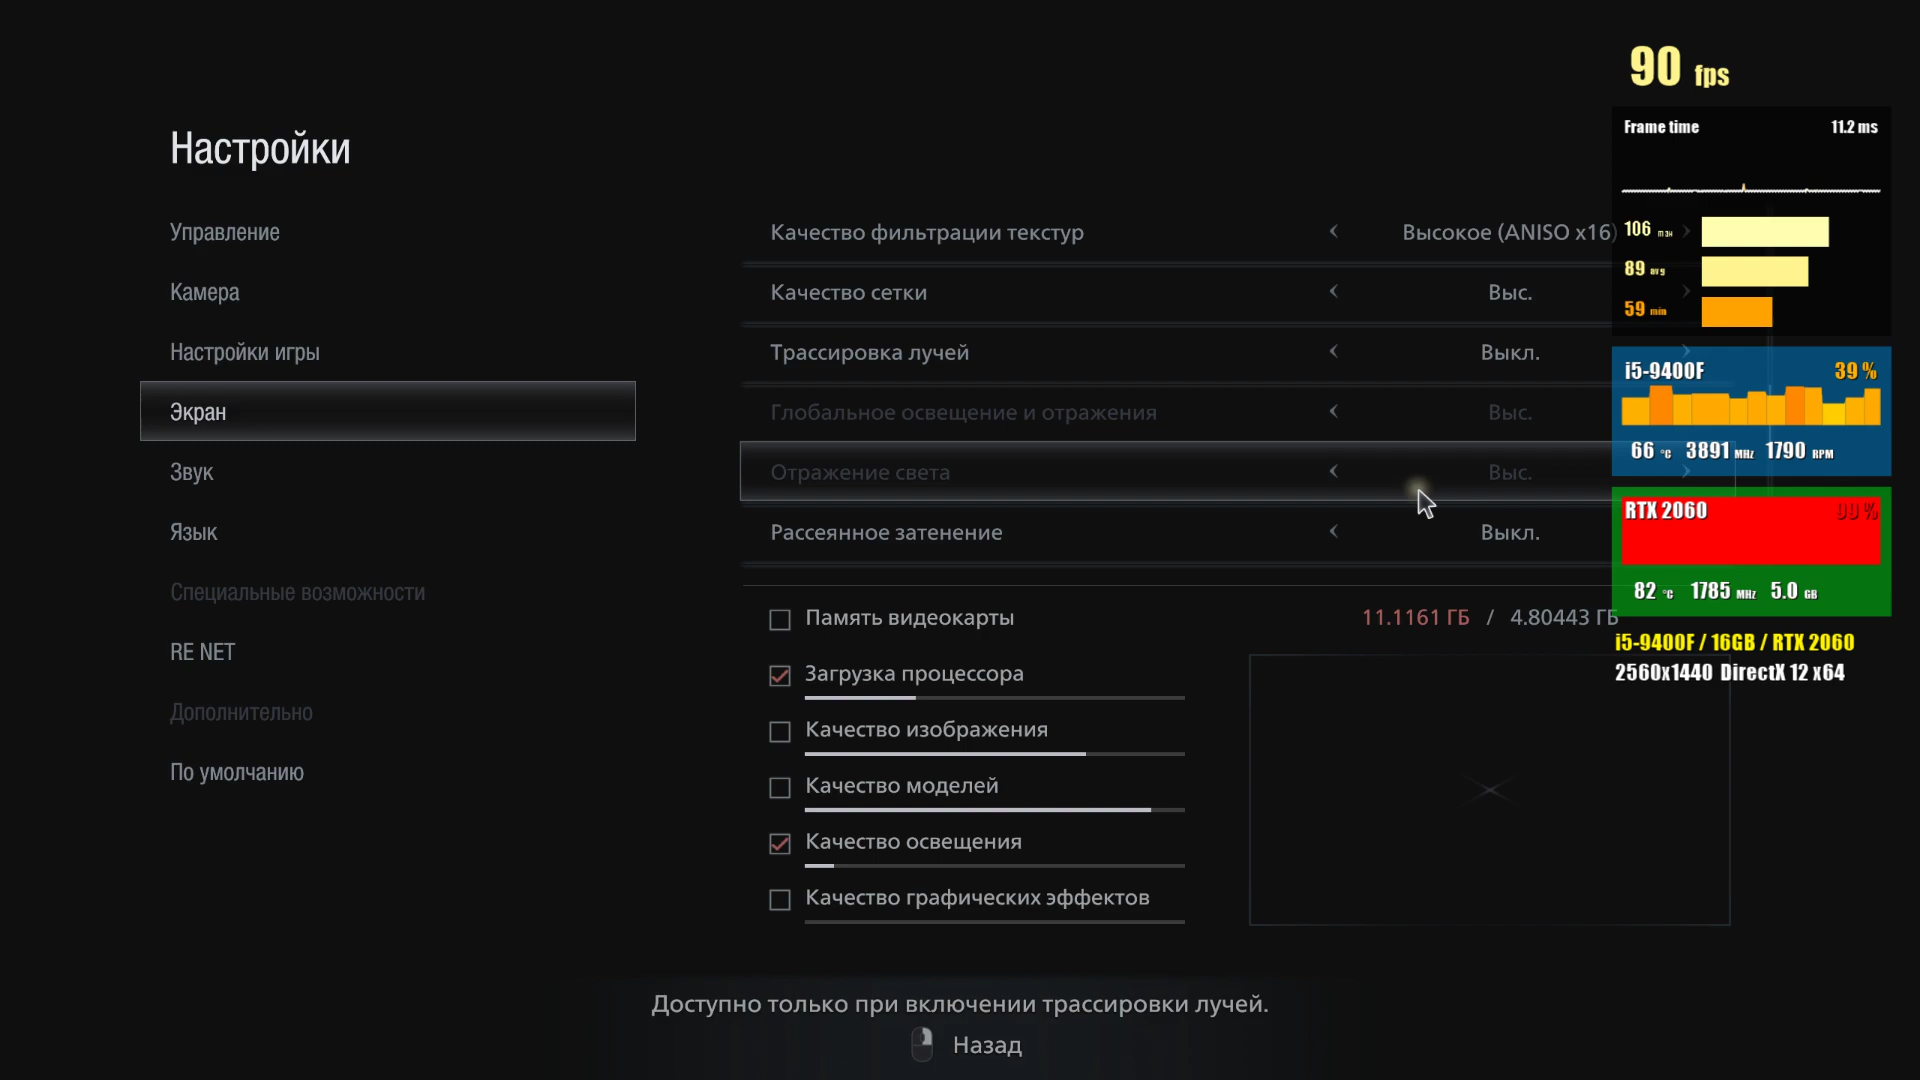 90 fps
Frame time 11.2 ms
Настройки
Управление
Качество фильтрации текстур Высокое (ANISO x16)
106
89 avg
Камера
Качество сетки Выс.
59 min
Настройки игры
Трассировка лучей Выкл.
i5-9400F 39 %
Экран
Глобальное освещение и отражения Выс.
66 °C 3891 MHz 1790 RPM
Звук
Отражение света Выс.
RTX 2060
Язык
Рассеянное затенение Выкл.
82 °C 1785 MHz 5.0 GB
Специальные возможности
Память видеокарты 11.1161 ГБ / 4.80443 ГБ
i5-9400F / 16GB / RTX 2060
2560x1440 DirectX 12 x64
RE NET
Загрузка процессора
Дополнительно
Качество изображения
По умолчанию
Качество моделей
Качество освещения
Качество графических эффектов
Доступно только при включении трассировки лучей.
Назад